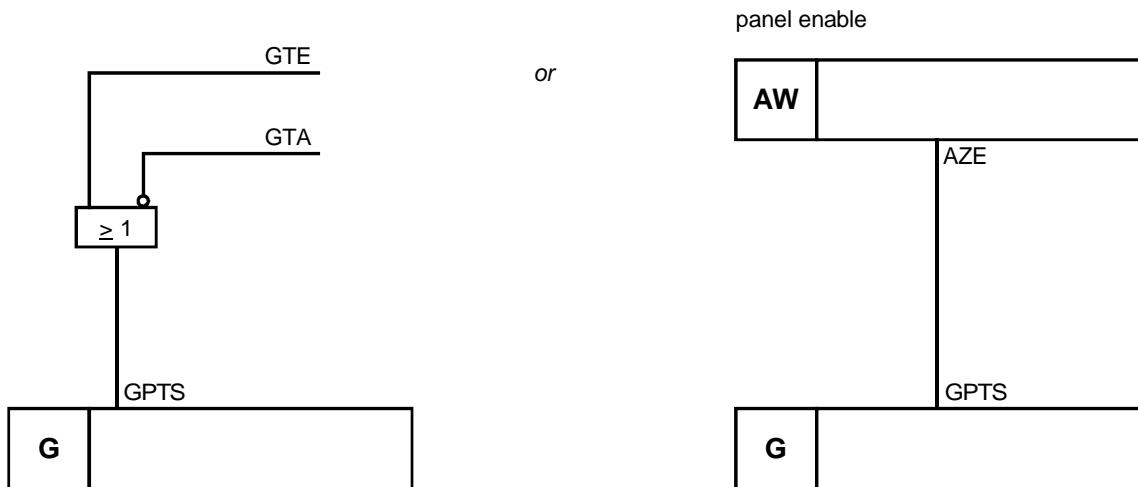 panel enable
GTE
or
AW
GTA
AZE
≥ 1
GPTS
GPTS
G
G